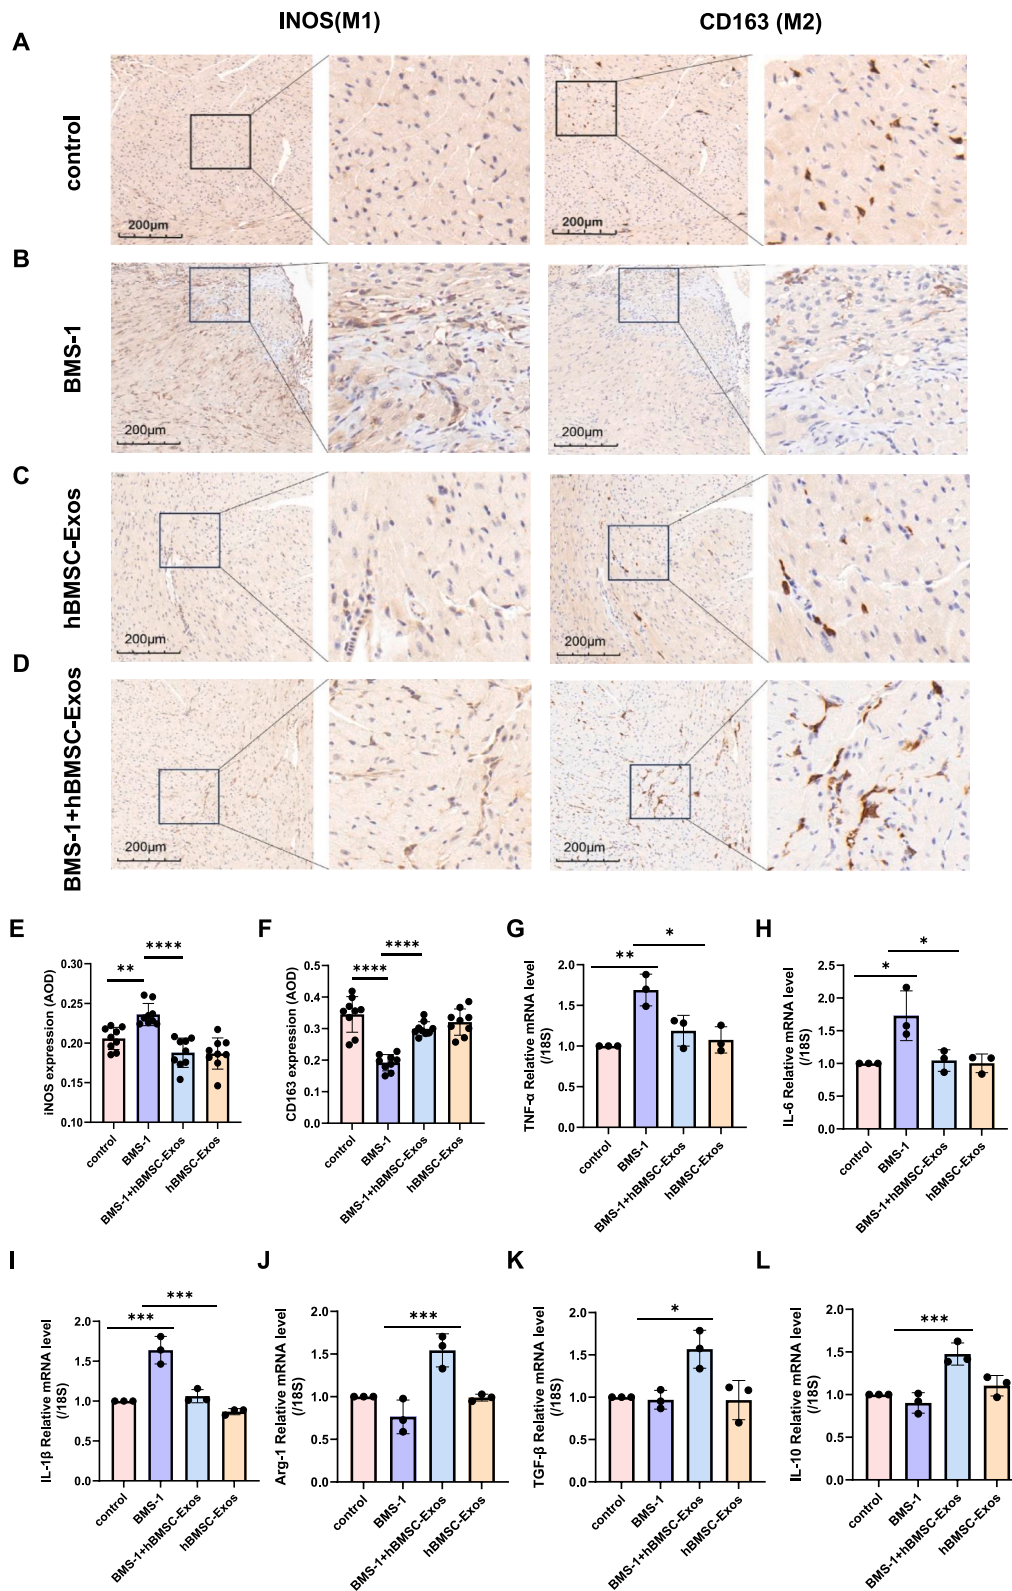 INOS(M1)
CD163 (M2)
A
control
200μm
200μm
B
BMS-1
200μm
200μm
C
hBMSC-Exos
200μm
200μm
D
BMS-1+hBMSC-Exos
200μm
200μm
E
iNOS expression (AOD)
0.30
0.25
0.20
0.15
0.10
**
****
control
BMS-1
BMS-1+hBMSC-Exos
hBMSC-Exos
F
CD163 expression (AOD)
0.5
0.4
0.3
0.2
0.1
0.0
****
****
control
BMS-1
BMS-1+hBMSC-Exos
hBMSC-Exos
G
TNF-α Relative mRNA level
(/18S)
2.0
1.5
1.0
0.5
0.0
**
*
control
BMS-1
BMS-1+hBMSC-Exos
hBMSC-Exos
H
IL-6 Relative mRNA level
(/18S)
2.5
2.0
1.5
1.0
0.5
0.0
*
*
control
BMS-1
BMS-1+hBMSC-Exos
hBMSC-Exos
I
IL-1β Relative mRNA level
(/18S)
2.0
1.5
1.0
0.5
0.0
***
***
control
BMS-1
BMS-1+hBMSC-Exos
hBMSC-Exos
J
Arg-1 Relative mRNA level
(/18S)
2.0
1.5
1.0
0.5
0.0
***
control
BMS-1
BMS-1+hBMSC-Exos
hBMSC-Exos
K
TGF-β Relative mRNA level
(/18S)
2.0
1.5
1.0
0.5
0.0
*
control
BMS-1
BMS-1+hBMSC-Exos
hBMSC-Exos
L
IL-10 Relative mRNA level
(/18S)
2.0
1.5
1.0
0.5
0.0
***
control
BMS-1
BMS-1+hBMSC-Exos
hBMSC-Exos